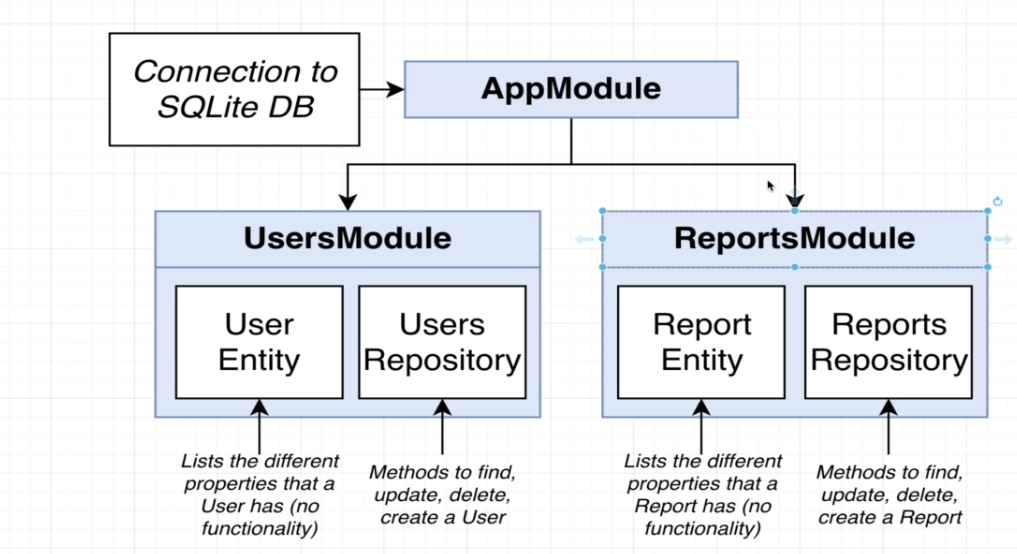 Connection to
SQLite DB
AppModule
UsersModule
ReportsModule
User
Entity
Users
Repository
Report
Entity
Reports
Repository
Lists the different
properties that a
User has (no
functionality)
Methods to find,
update, delete,
create a User
Lists the different
properties that a
Report has (no
functionality)
Methods to find,
update, delete,
create a Report